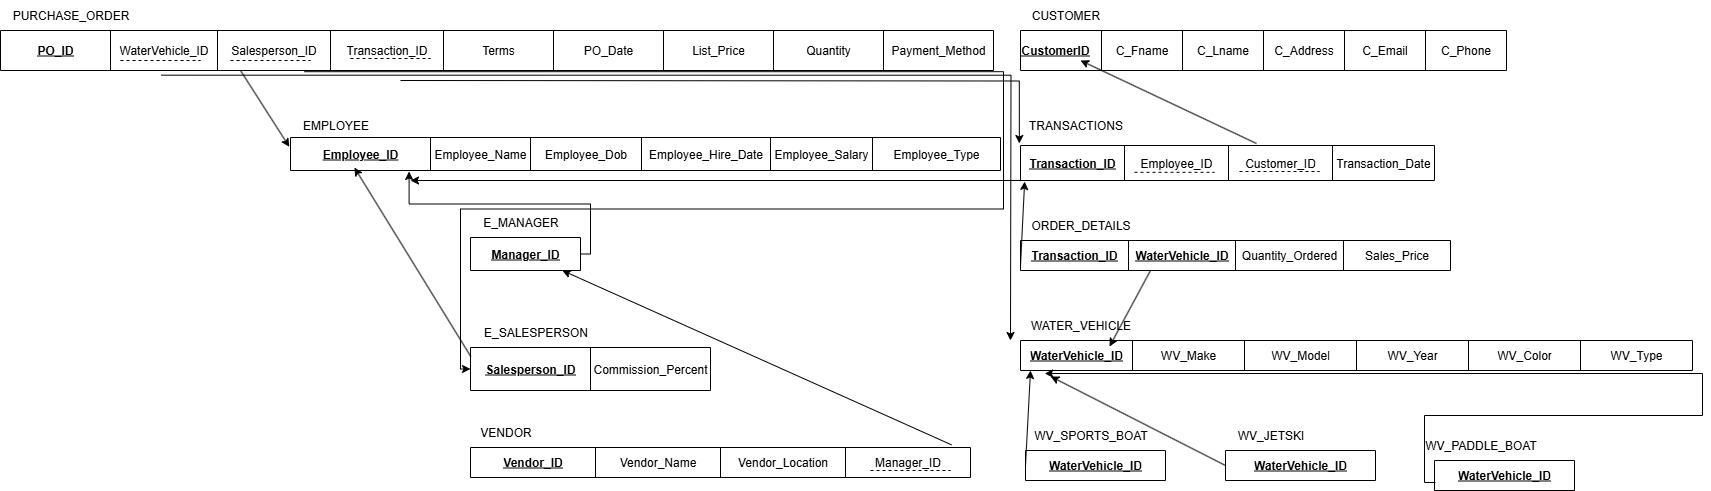 PURCHASE_ORDER
PO_ID WaterVehicle_ID Salesperson_ID Transaction_ID Terms PO_Date List_Price Quantity Payment_Method
CUSTOMER
CustomerID C_Fname C_Lname C_Address C_Email C_Phone
EMPLOYEE
Employee_ID Employee_Name Employee_Dob Employee_Hire_Date Employee_Salary Employee_Type
TRANSACTIONS
Transaction_ID Employee_ID Customer_ID Transaction_Date
E_MANAGER
Manager_ID
ORDER_DETAILS
Transaction_ID WaterVehicle_ID Quantity_Ordered Sales_Price
E_SALESPERSON
Salesperson_ID Commission_Percent
WATER_VEHICLE
WaterVehicle_ID WV_Make WV_Model WV_Year WV_Color WV_Type
VENDOR
Vendor_ID Vendor_Name Vendor_Location Manager_ID
WV_SPORTS_BOAT
WaterVehicle_ID
WV_JETSKI
WaterVehicle_ID
WV_PADDLE_BOAT
WaterVehicle_ID